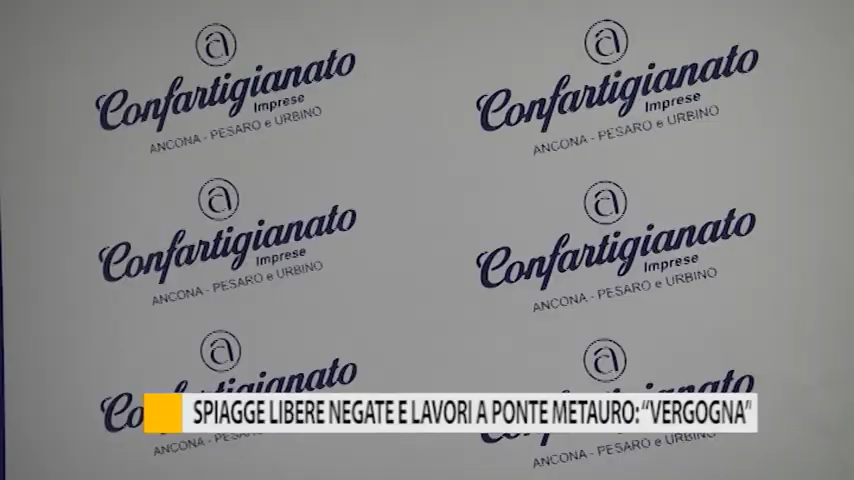 Confartigianato
Imprese
ANCONA - PESARO e URBINO
Confartigianato
Imprese
ANCONA - PESARO e URBINO
Confartigianato
Imprese
ANCONA - PESARO e URBINO
Confartigianato
Imprese
ANCONA - PESARO e URBINO
SPIAGGE LIBERE NEGATE E LAVORI A PONTE METAURO: “VERGOGNA”
ANCONA - PESARO e URBINO